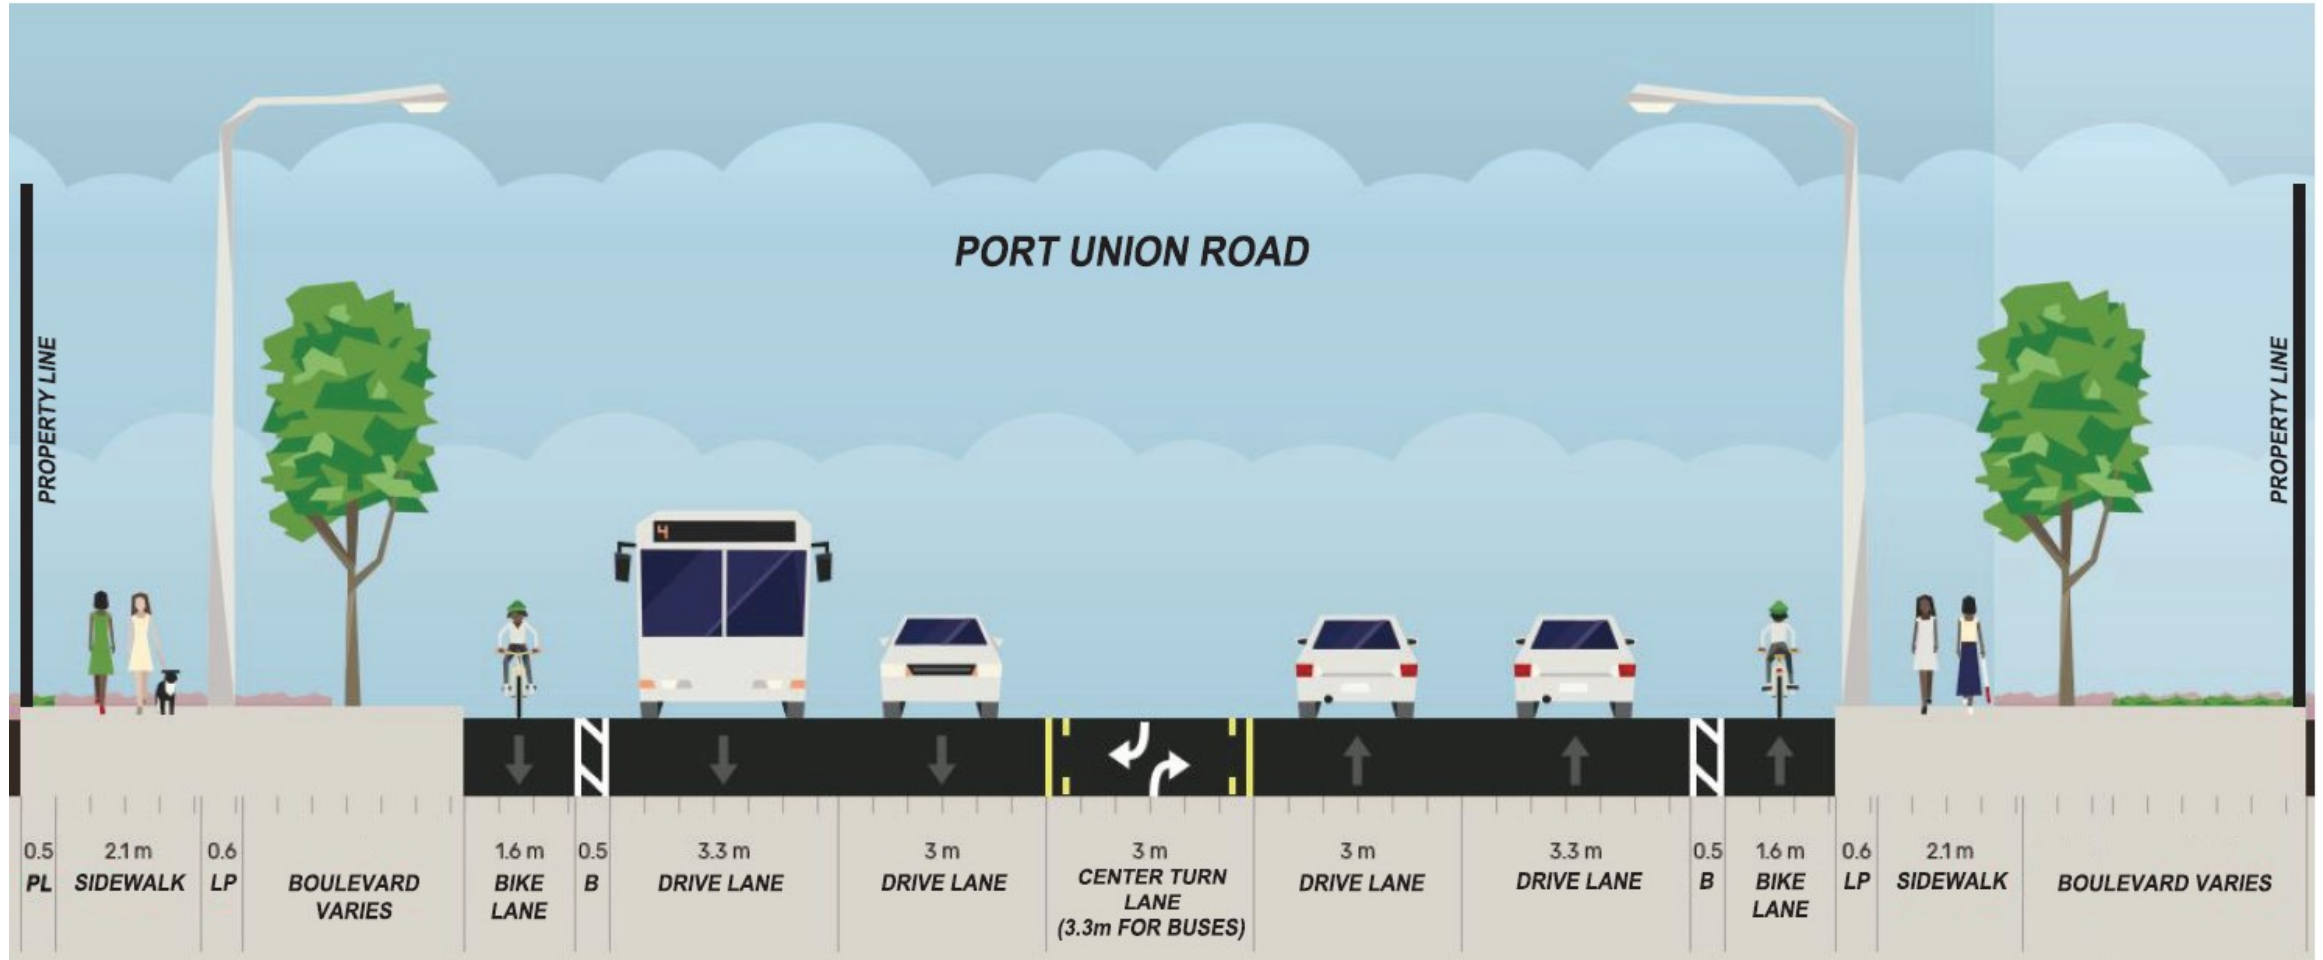 PORT UNION ROAD
PROPERTY LINE
PROPERTY LINE
4
0.5
PL
2.1 m
SIDEWALK
0.6
LP
BOULEVARD
VARIES
1.6 m
BIKE
LANE
0.5
B
3.3 m
DRIVE LANE
3 m
DRIVE LANE
3 m
CENTER TURN
LANE
(3.3m FOR BUSES)
3 m
DRIVE LANE
3.3 m
DRIVE LANE
0.5
B
1.6 m
BIKE
LANE
0.6
LP
2.1 m
SIDEWALK
BOULEVARD VARIES